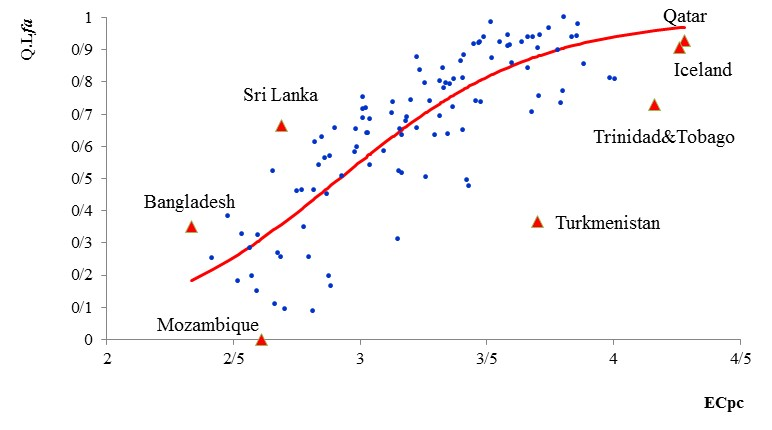 Q.Lfa
1
0/9
0/8
0/7
0/6
0/5
0/4
0/3
0/2
0/1
0
Qatar
Iceland
Sri Lanka
Trinidad&Tobago
Bangladesh
Turkmenistan
Mozambique
2
2/5
3
3/5
4
4/5
ECpc